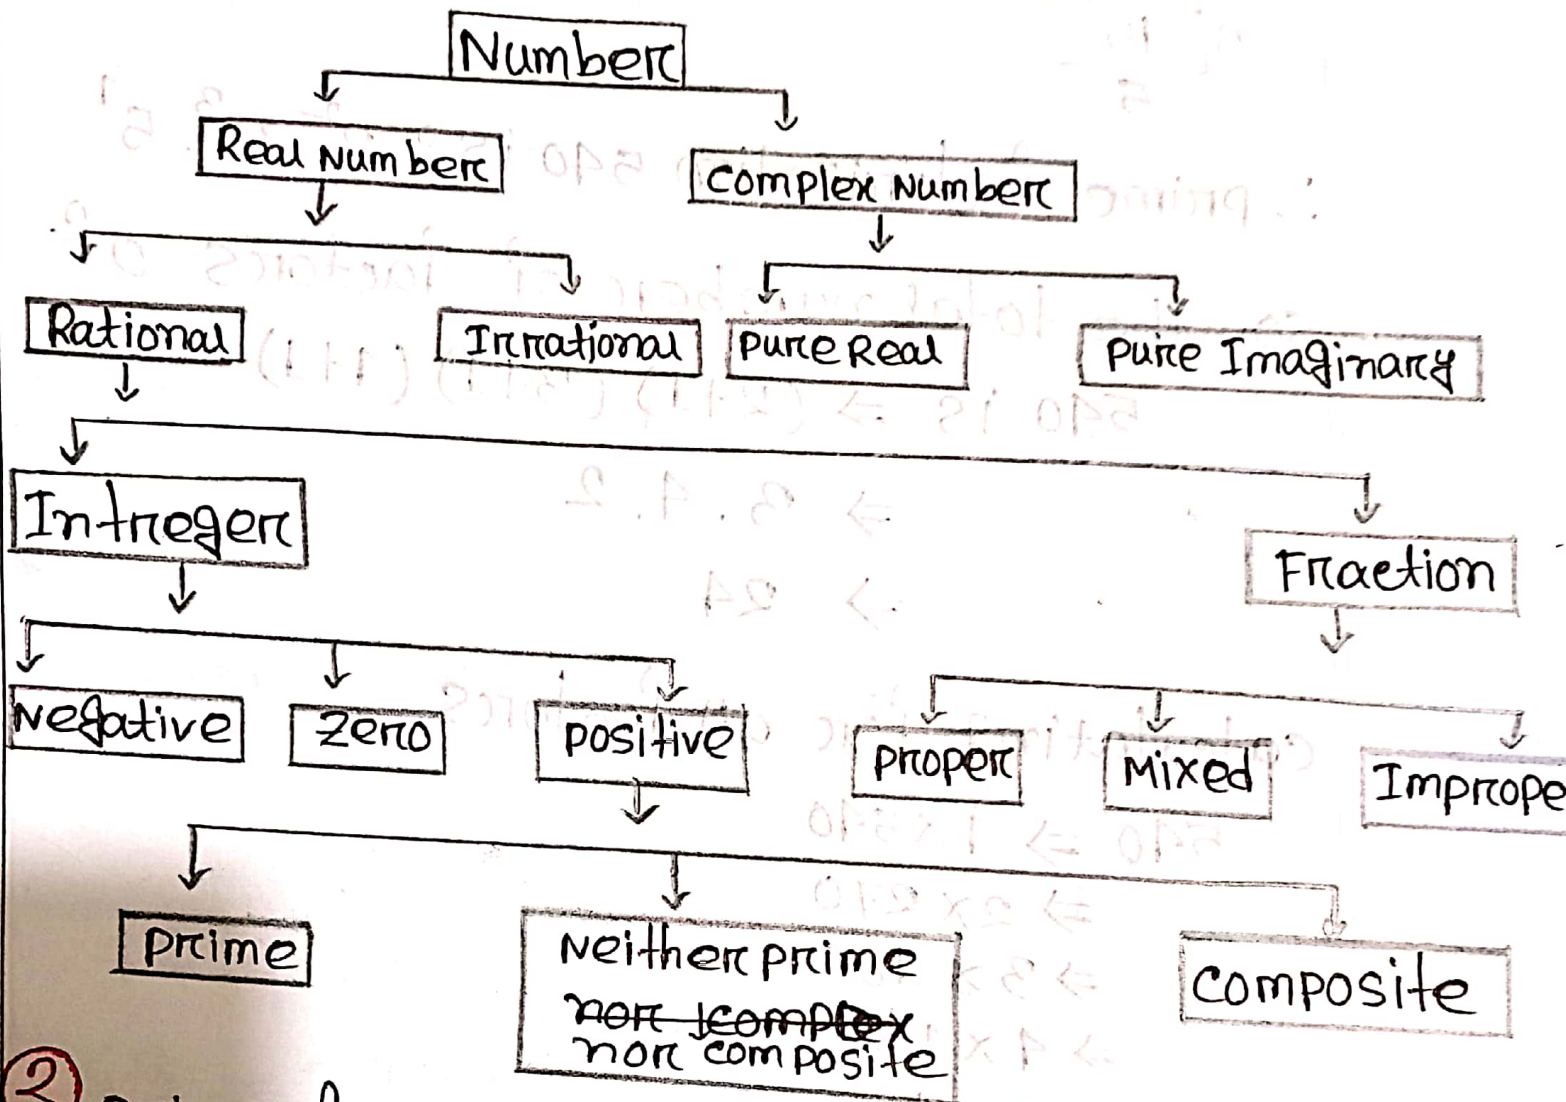 Number
Real Number
Complex Number
Rational
Irrational
Pure Real
Pure Imaginary
Intreger
Fraction
Negative
Zero
Positive
Proper
Mixed
Imprope
Prime
Neither prime
nor complex
nor composite
Composite
2